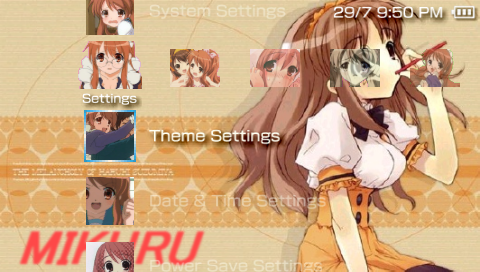 System Settings
29/7 9:50 PM
Settings
Theme Settings
THE MELANCHOLY OF HARUHI SUZUMIYA
Date & Time Settings
MIKURU
Power Save Settings